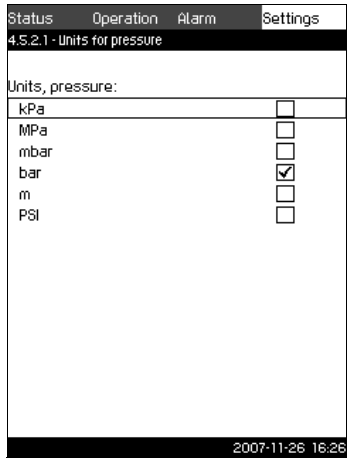 Status Operation Alarm Settings
4.5.2.1 - Units for pressure
Units, pressure:
kPa
MPa
mbar
bar
m
PSI
2007-11-26 16:26